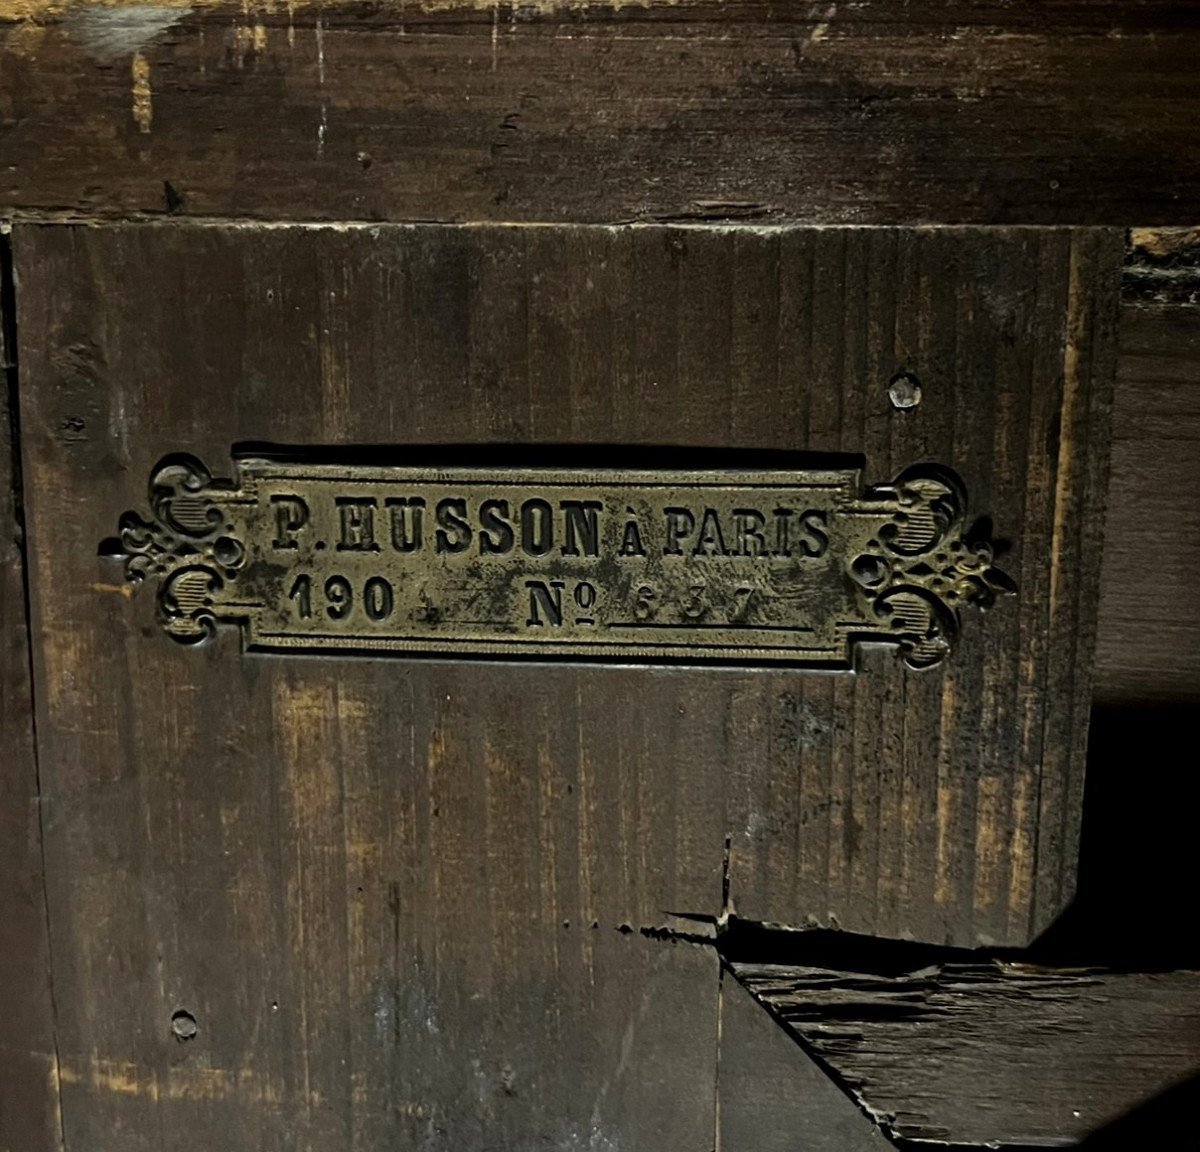 P. HUSSON À PARIS
190 Nº 637